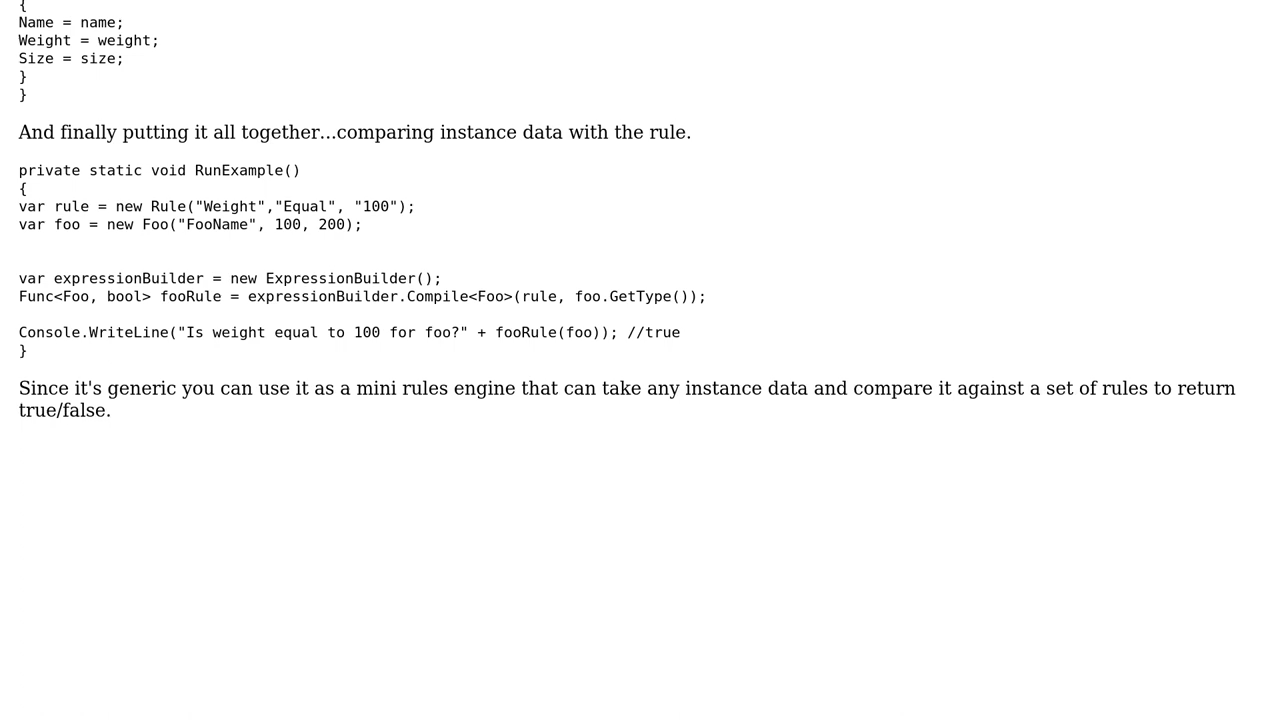 {
Name = name;
Weight = weight;
Size = size;
}
}
And finally putting it all together...comparing instance data with the rule.
private static void RunExample()
{
var rule = new Rule("Weight","Equal", "100");
var foo = new Foo("FooName", 100, 200);
var expressionBuilder = new ExpressionBuilder();
Func<Foo, bool> fooRule = expressionBuilder.Compile<Foo>(rule, foo.GetType());
Console.WriteLine("Is weight equal to 100 for foo?" + fooRule(foo)); //true
}
Since it's generic you can use it as a mini rules engine that can take any instance data and compare it against a set of rules to return
true/false.